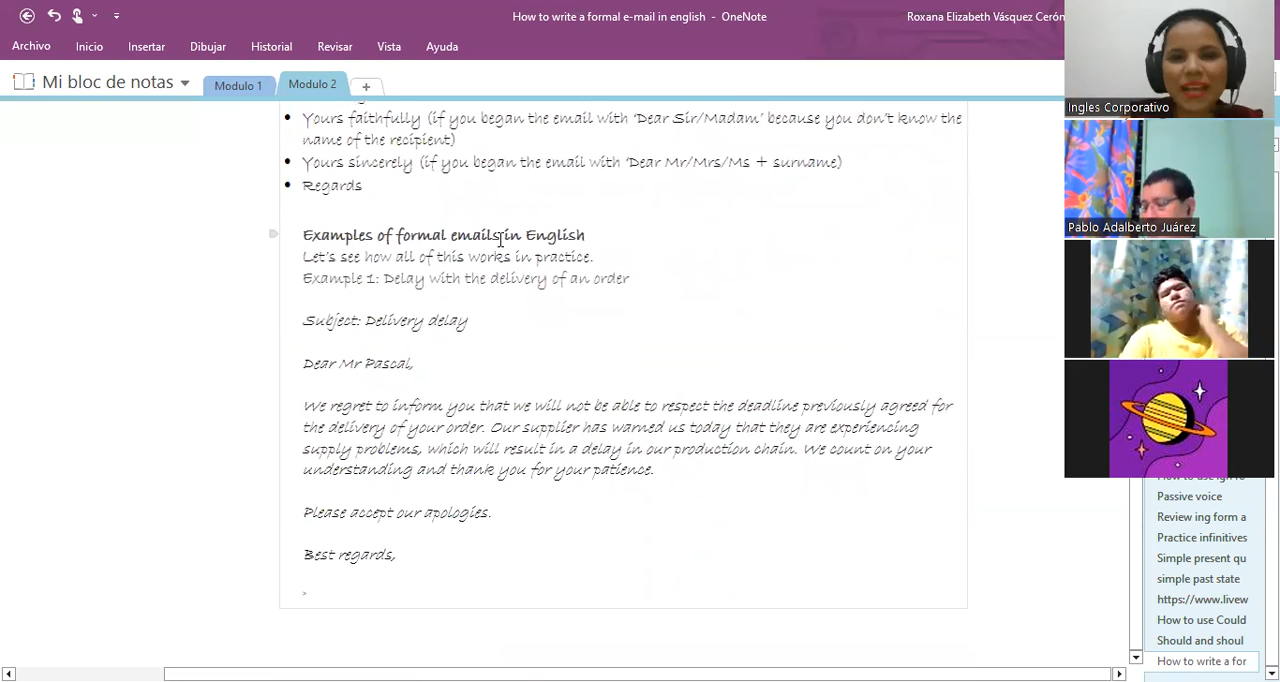 How to write a formal e-mail in english - OneNote
Roxana Elizabeth Vásquez Cerón
Archivo Inicio Insertar Dibujar Historial Revisar Vista Ayuda
Mi bloc de notas Modulo 1 Modulo 2 +
Yours faithfully (if you began the email with 'Dear Sir/Madam' because you don't know the
name of the recipient)
Yours sincerely (if you began the email with 'Dear Mr/Mrs/Ms + surname)
Regards
Examples of formal emails in English
Let's see how all of this works in practice.
Example 1: Delay with the delivery of an order
Subject: Delivery delay
Dear Mr Pascal,
We regret to inform you that we will not be able to respect the deadline previously agreed for
the delivery of your order. Our supplier has warned us today that they are experiencing
supply problems, which will result in a delay in our production chain. We count on your
understanding and thank you for your patience.
Please accept our apologies.
Best regards,
Ingles Corporativo
Pablo Adalberto Juárez
Passive voice
Review ing form a
Practice infinitives
Simple present qu
simple past state
https://www.livew
How to use Could
Should and shoul
How to write a for